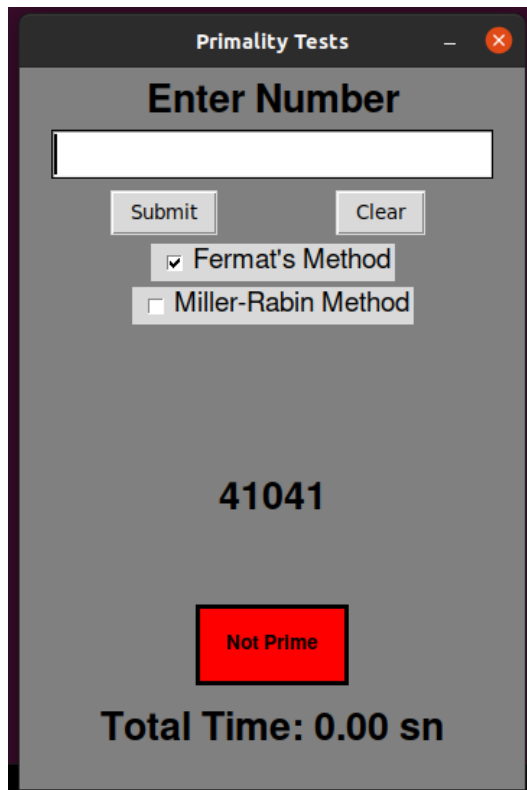 Primality Tests
Enter Number
Submit Clear
Fermat's Method
Miller-Rabin Method
41041
Not Prime
Total Time: 0.00 sn